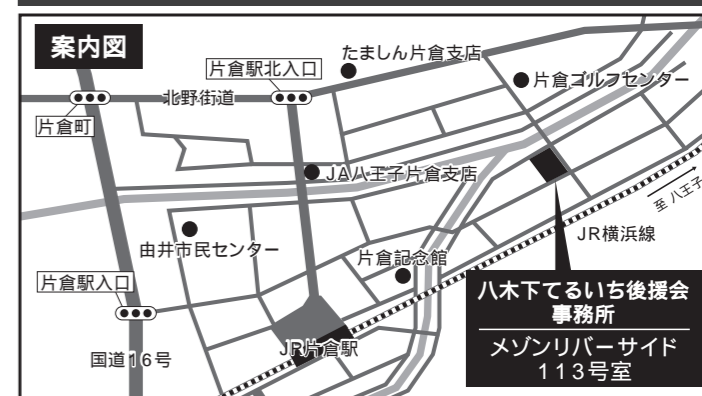 案内図
たましん片倉支店
片倉駅北入口
片倉ゴルフセンター
北野街道
片倉町
JA八王子片倉支店
至 八王子
JR横浜線
由井市民センター
片倉記念館
片倉駅入口
八木下てるいち後援会
事務所
メゾンリバーサイド
113号室
JR片倉駅
国道16号